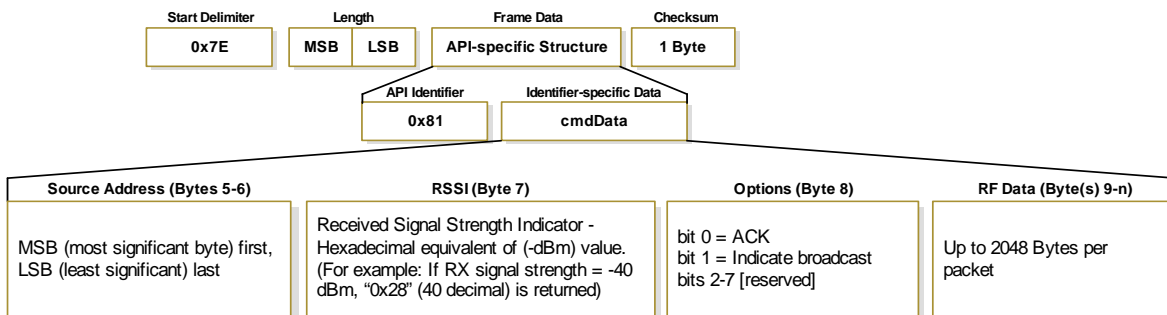 Start Delimiter
Length
Frame Data
Checksum
0x7E
MSB
LSB
API-specific Structure
1 Byte
API Identifier
Identifier-specific Data
0x81
cmdData
Source Address (Bytes 5-6)
MSB (most significant byte) first,
LSB (least significant) last
RSSI (Byte 7)
Received Signal Strength Indicator -
Hexadecimal equivalent of (-dBm) value.
(For example: If RX signal strength = -40
dBm, “0x28” (40 decimal) is returned)
Options (Byte 8)
bit 0 = ACK
bit 1 = Indicate broadcast
bits 2-7 [reserved]
RF Data (Byte(s) 9-n)
Up to 2048 Bytes per
packet